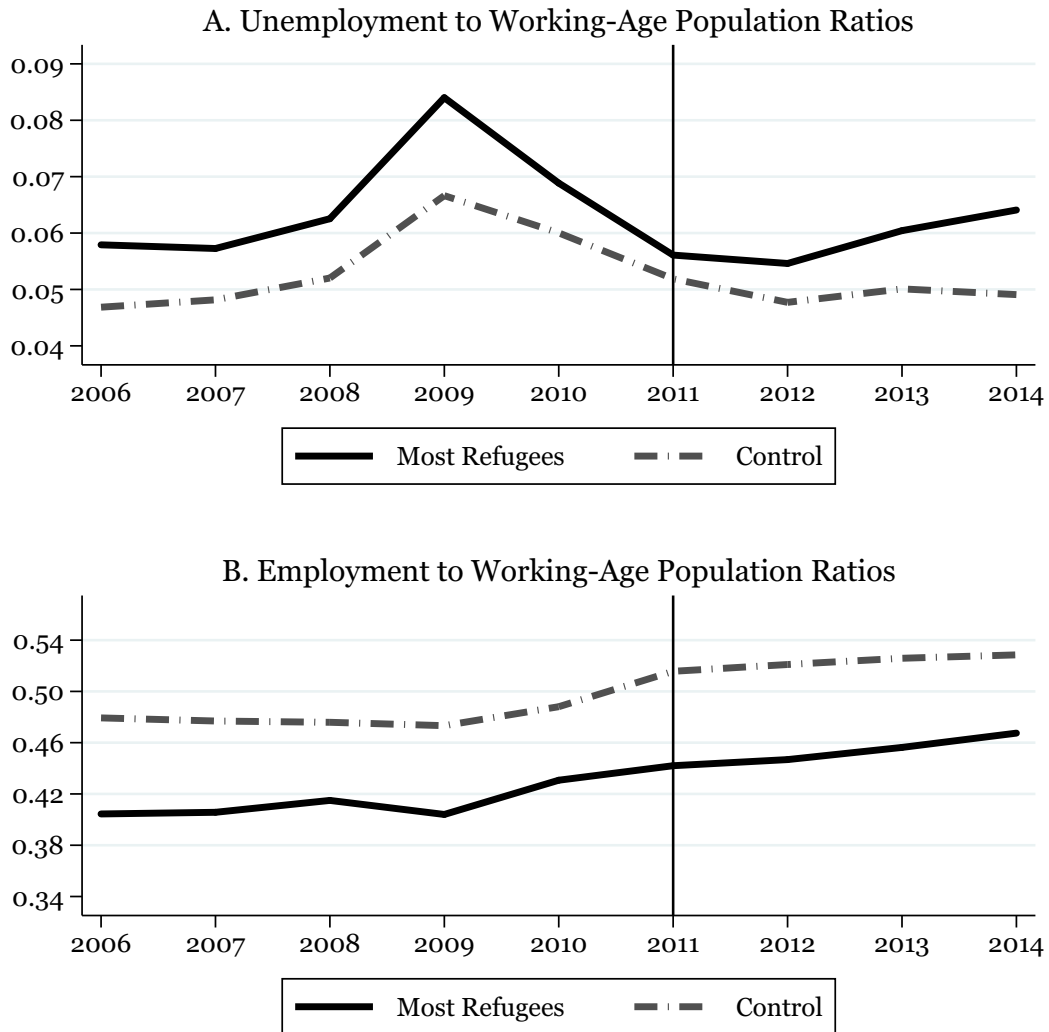 A. Unemployment to Working-Age Population Ratios
0.09
0.08
0.07
0.06
0.05
0.04
2006 2007 2008 2009 2010 2011 2012 2013 2014
Most Refugees Control
B. Employment to Working-Age Population Ratios
0.54
0.50
0.46
0.42
0.38
0.34
2006 2007 2008 2009 2010 2011 2012 2013 2014
Most Refugees Control